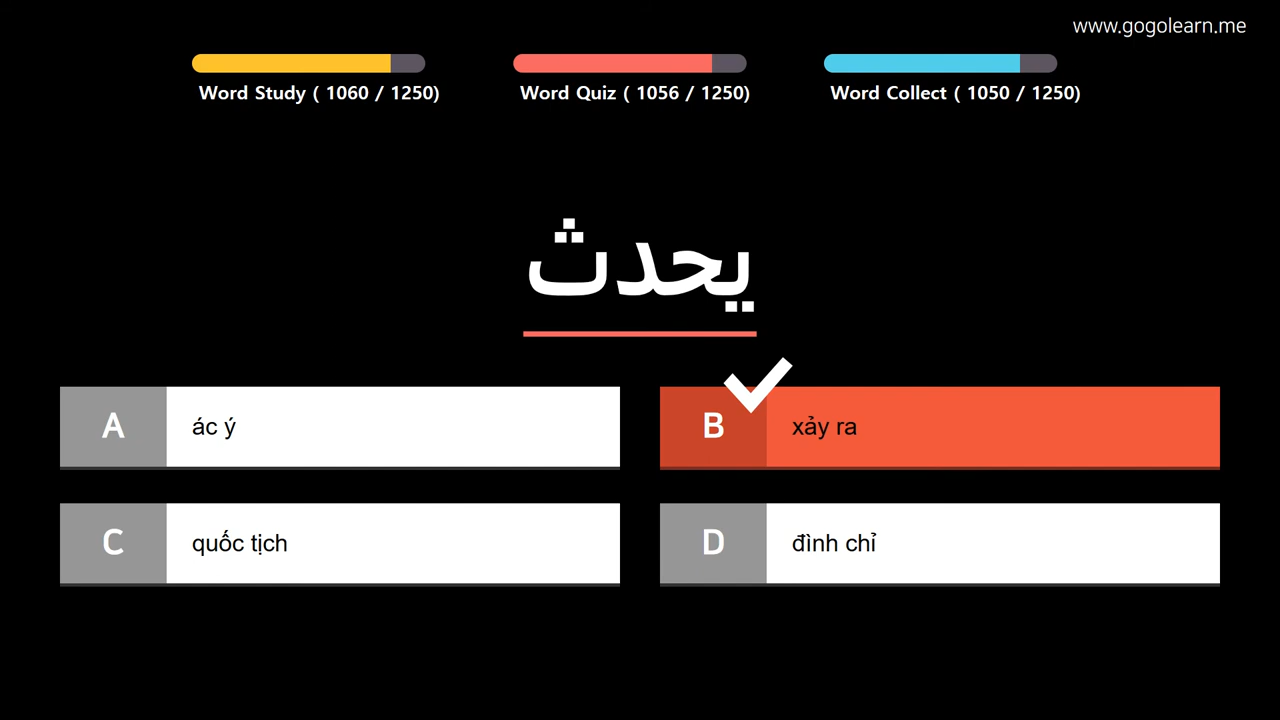 www.gogolearn.me
Word Study ( 1060 / 1250)
Word Quiz ( 1056 / 1250)
Word Collect ( 1050 / 1250)
يحدث
A
ác ý
B
xảy ra
C
quốc tịch
D
đình chỉ